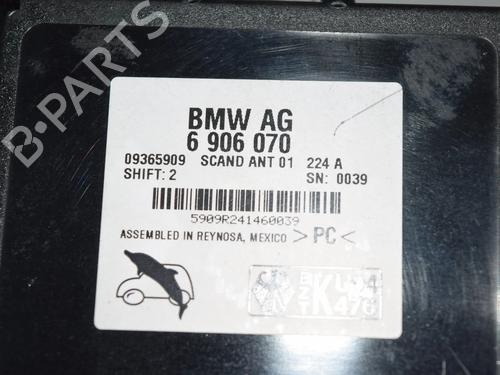 BMW AG
6 906 070
09365909 SCAND ANT 01 224 A
SHIFT: 2 SN: 0039
5909R241460039
ASSEMBLED IN REYNOSA, MEXICO >PC<
B
Z K
T 476
B-PARTS